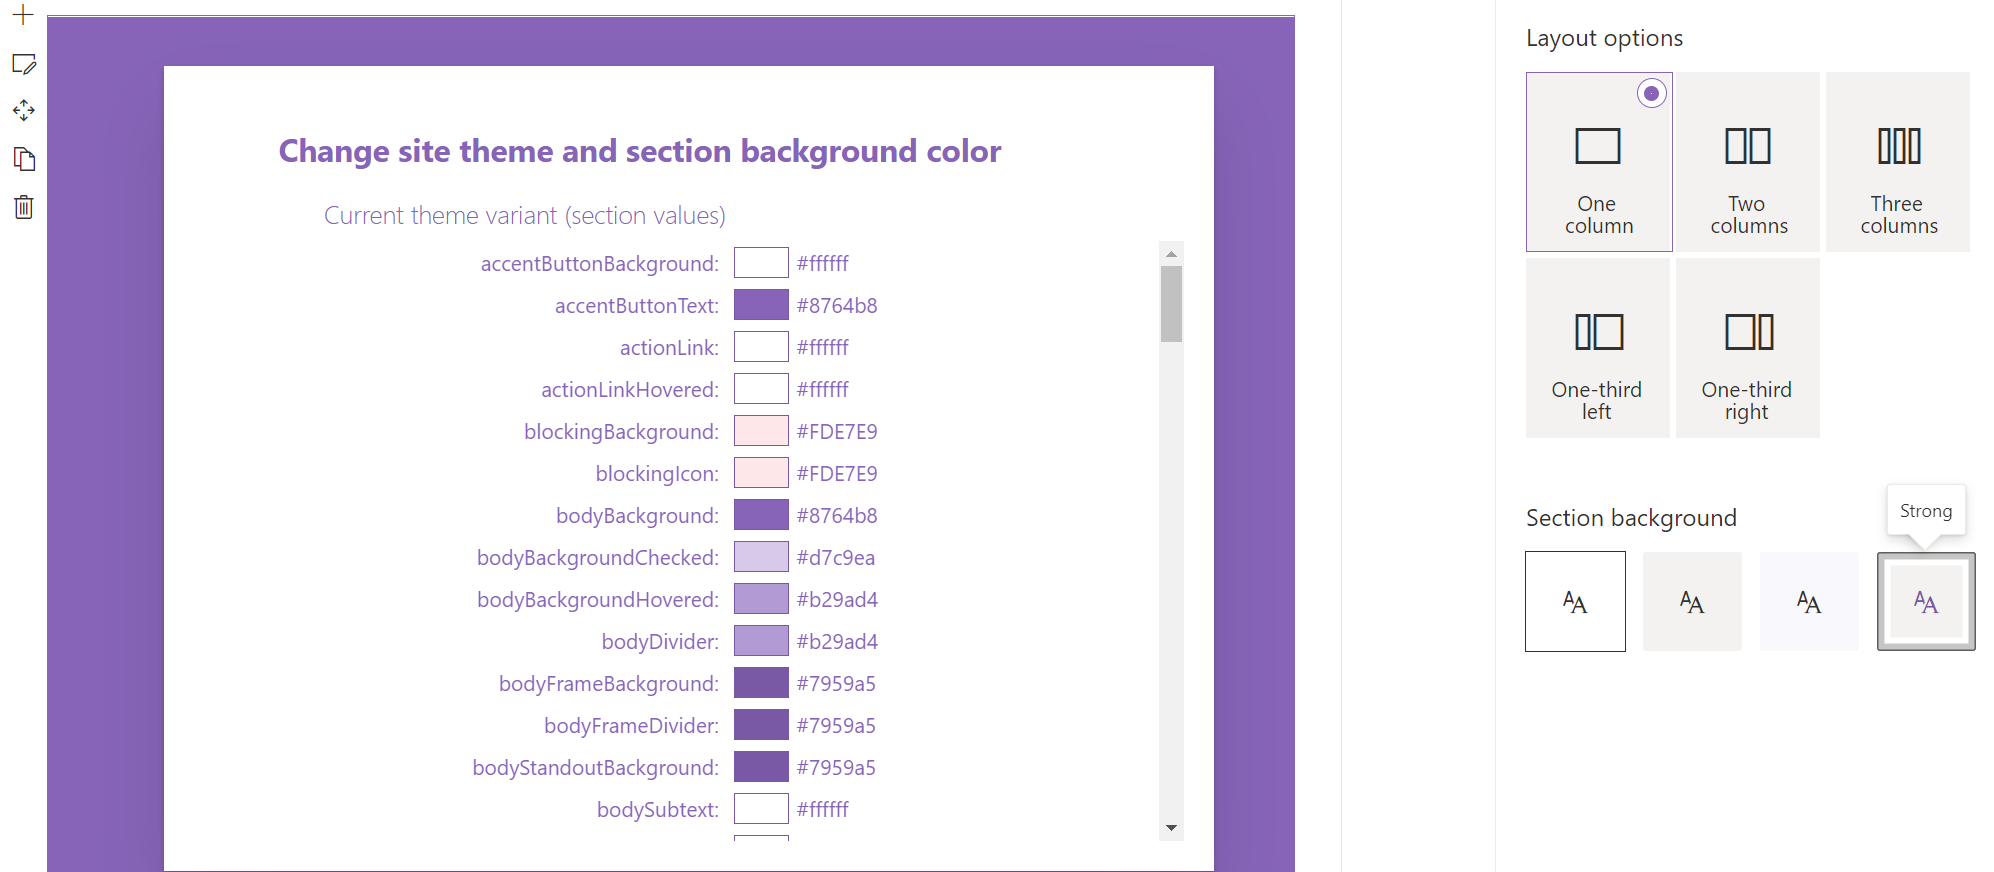 Change site theme and section background color
Current theme variant (section values)
accentButtonBackground: #ffffff
accentButtonText: #8764b8
actionLink: #ffffff
actionLinkHovered: #ffffff
blockingBackground: #FDE7E9
blockingIcon: #FDE7E9
bodyBackground: #8764b8
bodyBackgroundChecked: #d7c9ea
bodyBackgroundHovered: #b29ad4
bodyDivider: #b29ad4
bodyFrameBackground: #7959a5
bodyFrameDivider: #7959a5
bodyStandoutBackground: #7959a5
bodySubtext: #ffffff
Layout options
One
column
Two
columns
Three
columns
One-third
left
One-third
right
Strong
Section background
AA
AA
AA
AA